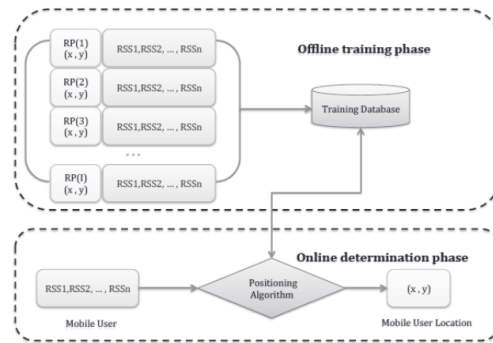 Offline training phase
RP(1)
(x , y)
RSS1,RSS2, ... , RSSn
RP(2)
(x , y)
RSS1,RSS2, ... , RSSn
RP(3)
(x , y)
RSS1,RSS2, ... , RSSn
...
RP(I)
(x , y)
RSS1,RSS2, ... , RSSn
Training Database
Online determination phase
RSS1,RSS2, ... , RSSn
Mobile User
Positioning
Algorithm
(x , y)
Mobile User Location